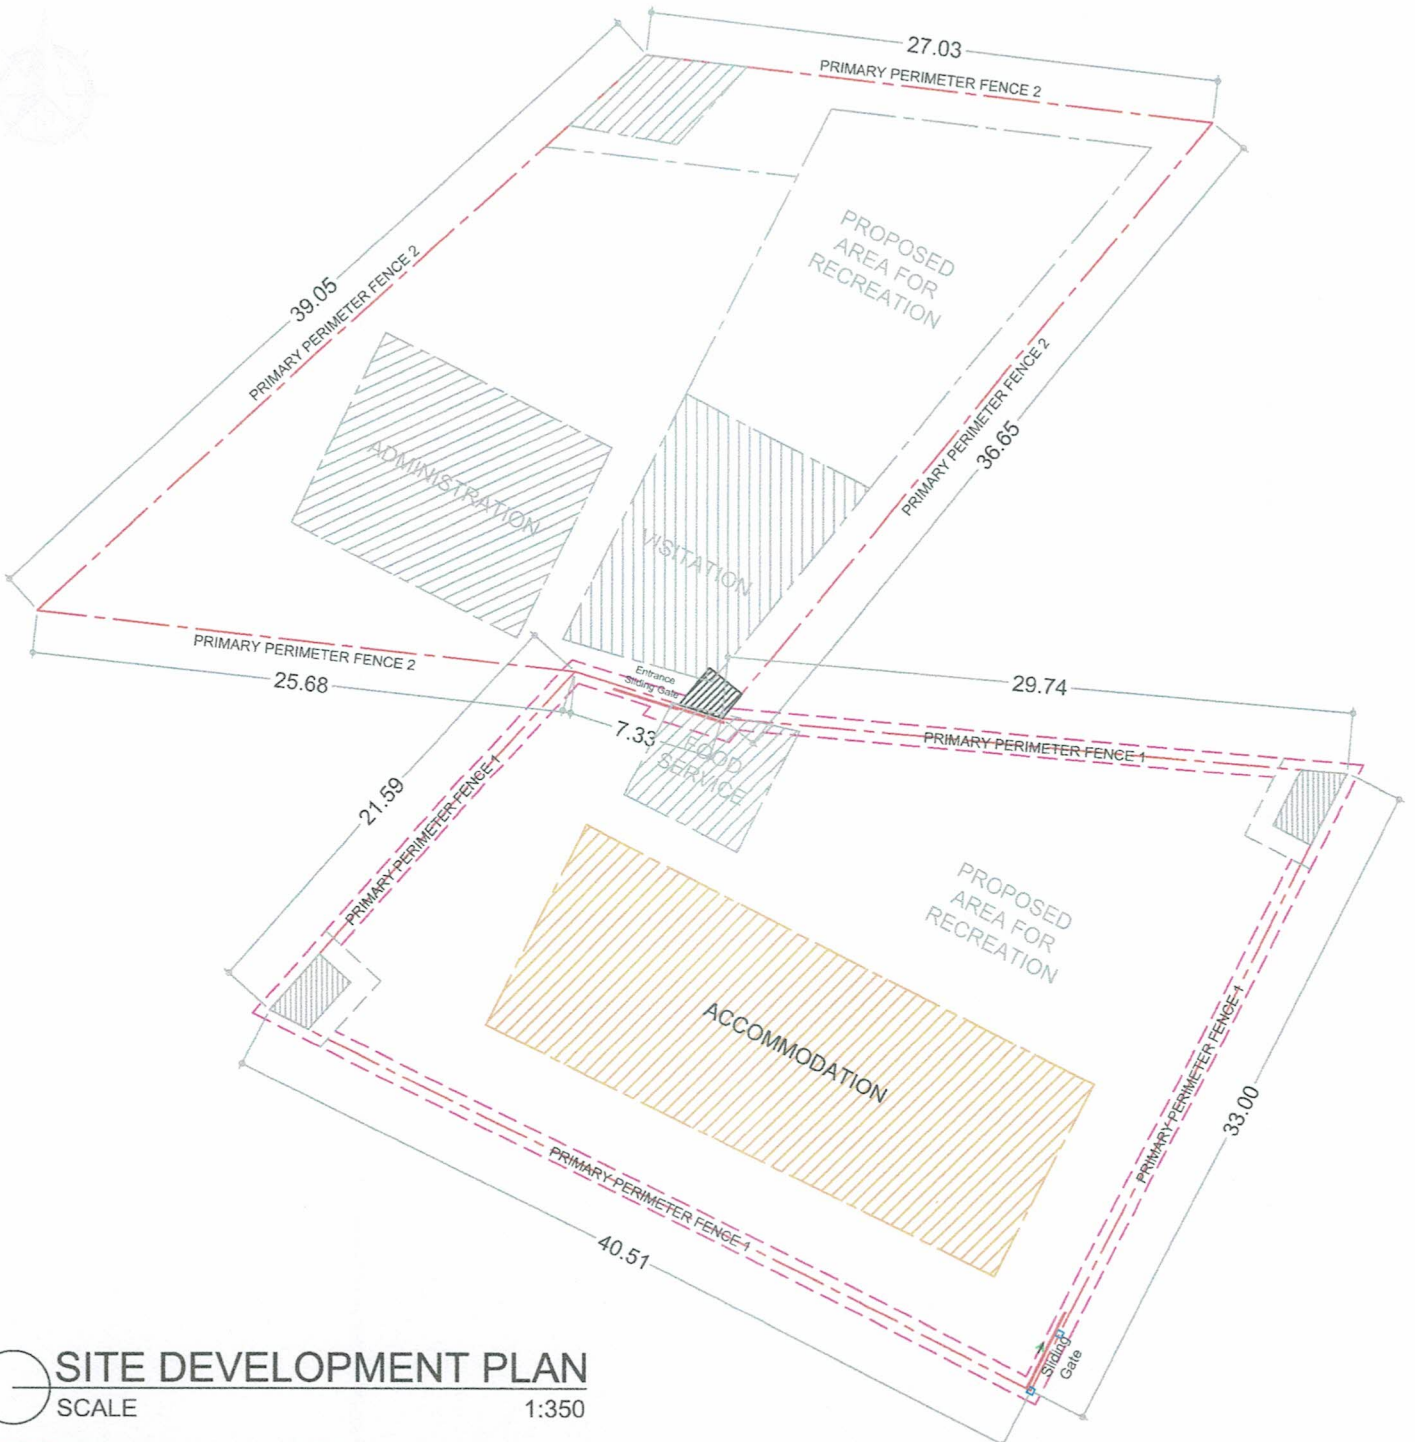 27.03
PRIMARY PERIMETER FENCE 2
PROPOSED
AREA FOR
RECREATION
39.05
PRIMARY PERIMETER FENCE 2
PRIMARY PERIMETER FENCE 2
36.65
ADMINISTRATION
VISITATION
PRIMARY PERIMETER FENCE 2
25.68
Entrance
Sliding Gate
29.74
7.33
FOOD
SERVICE
PRIMARY PERIMETER FENCE 1
21.59
PRIMARY PERIMETER FENCE 1
PROPOSED
AREA FOR
RECREATION
ACCOMMODATION
PRIMARY PERIMETER FENCE 1
33.00
PRIMARY PERIMETER FENCE 1
40.51
Sliding
Gate
SITE DEVELOPMENT PLAN
SCALE 1:350